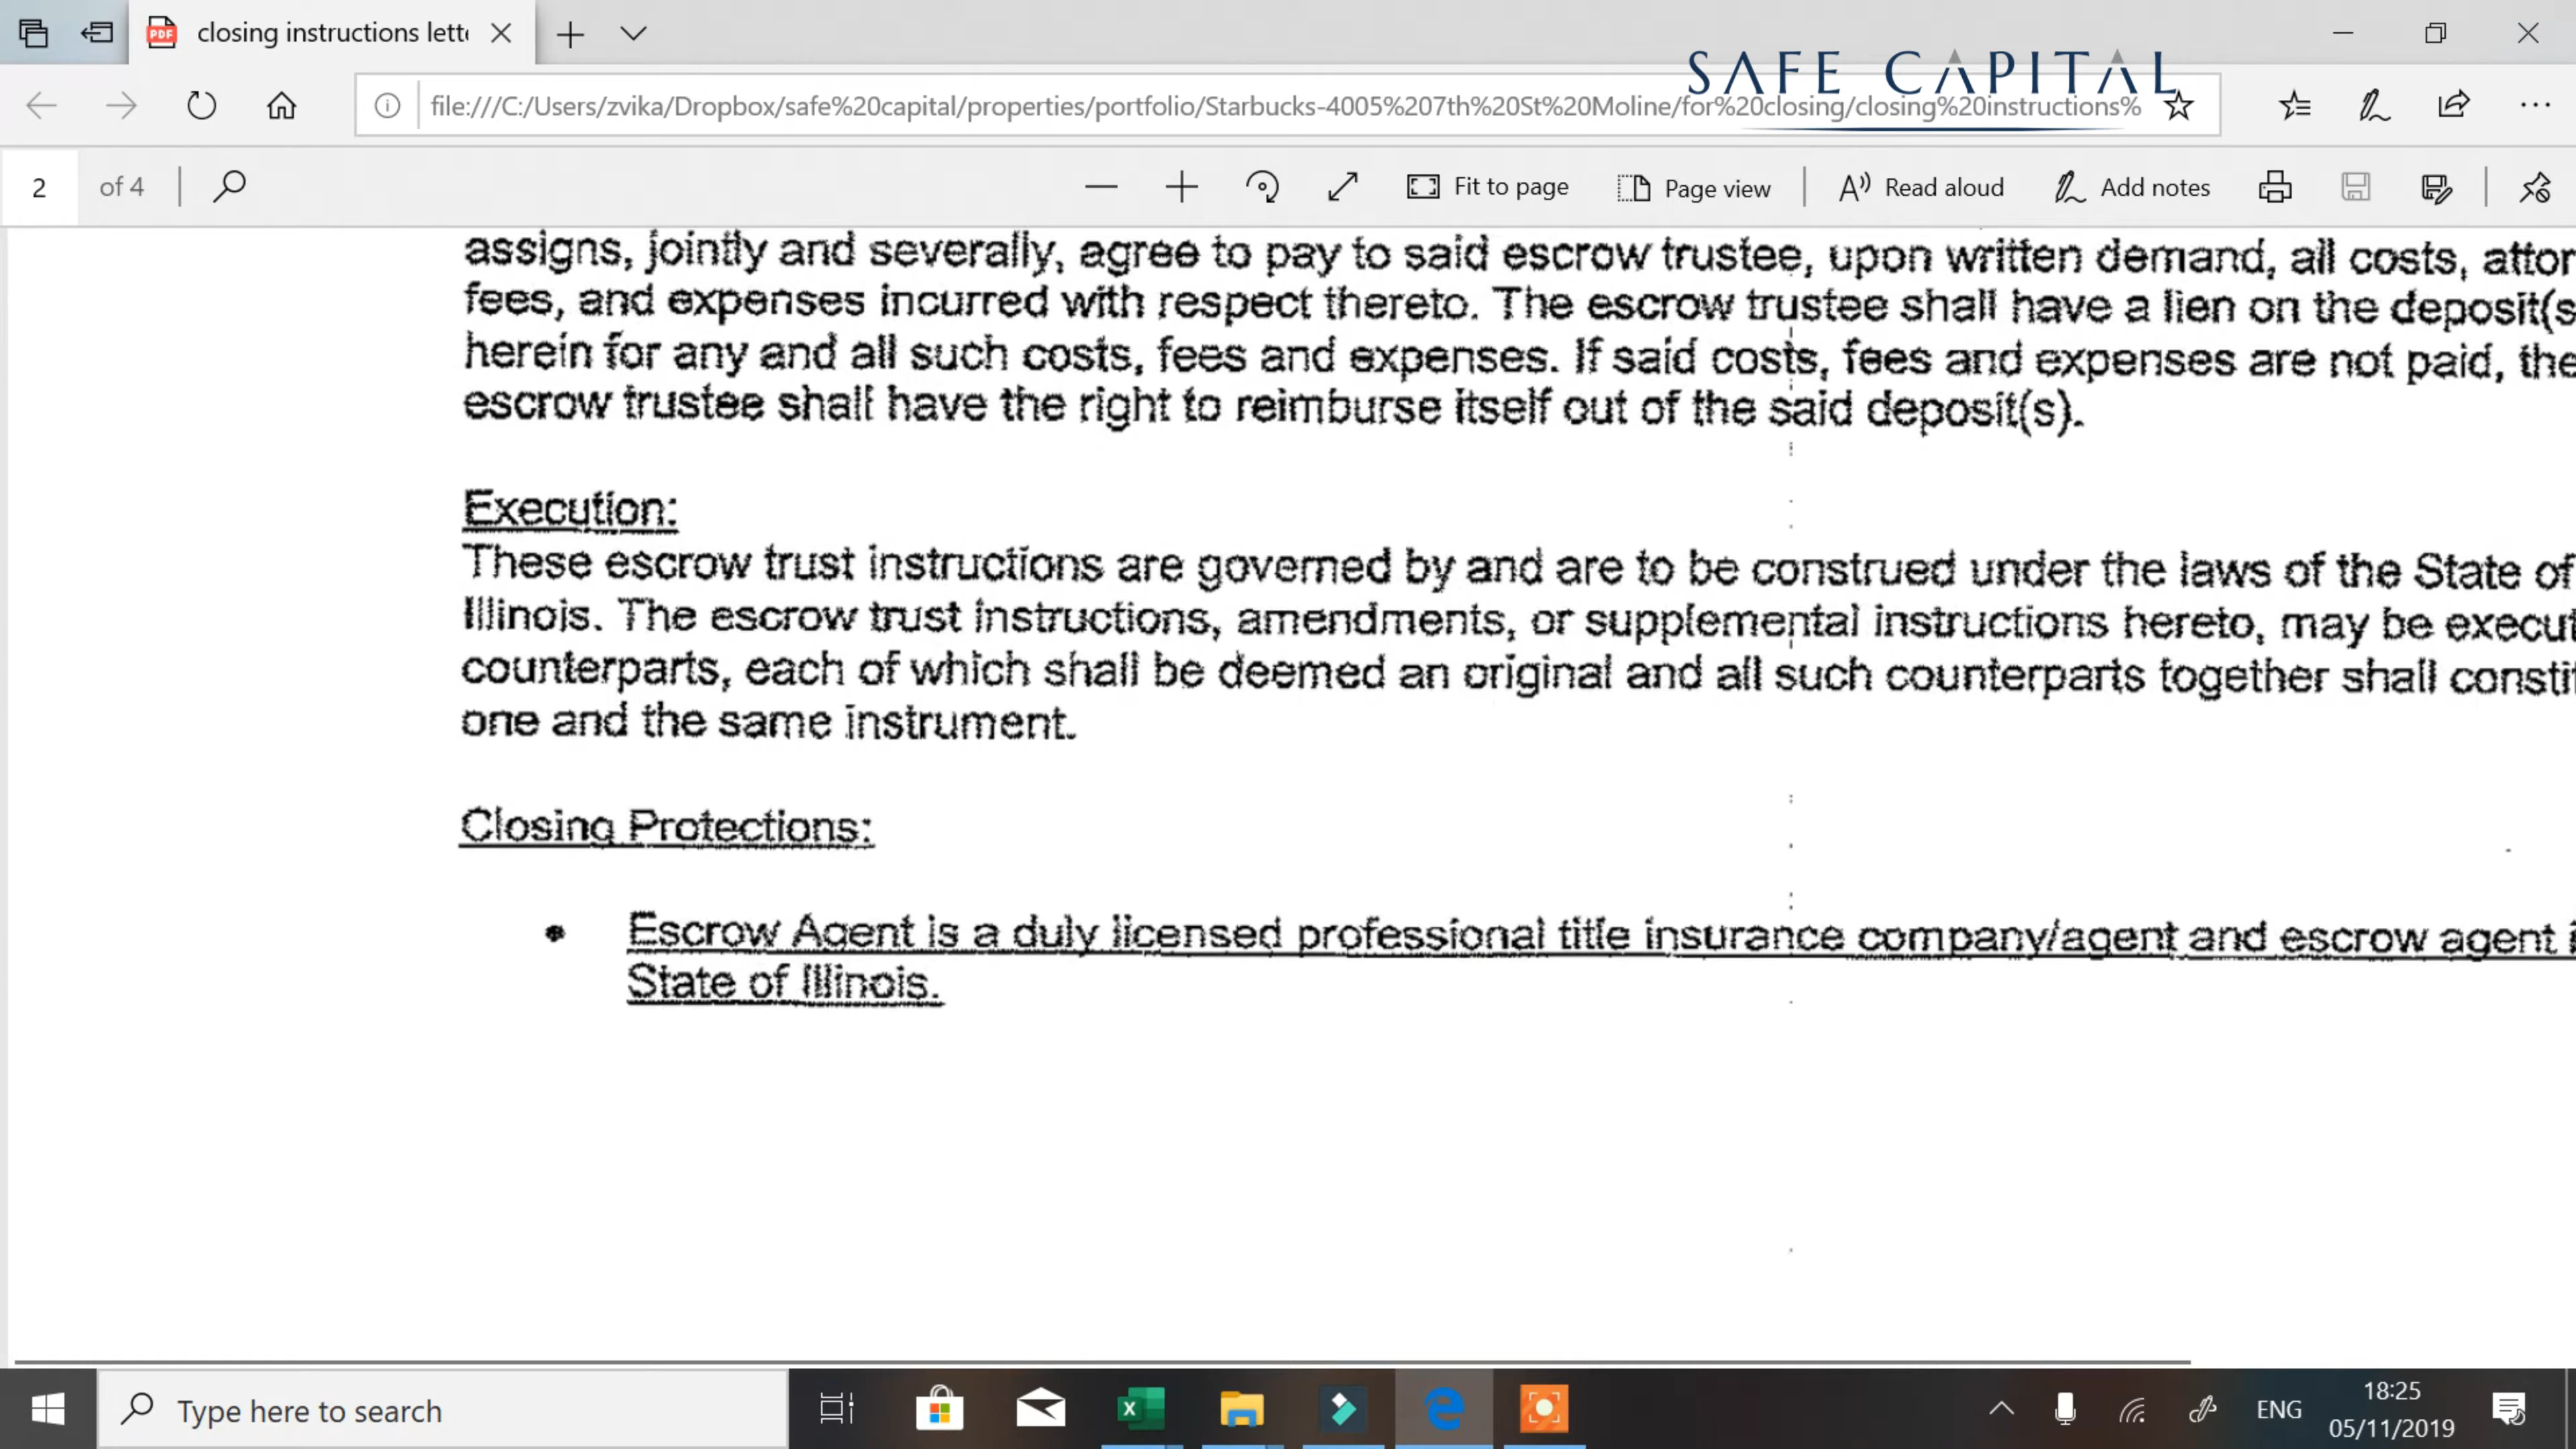 closing instructions lett
SAFE CAPITAL
file:///C:/Users/zvika/Dropbox/safe%20capital/properties/portfolio/Starbucks-4005%207th%20St%20Moline/for%20closing/closing%20instructions%
2 of 4
Fit to page
Page view
Read aloud
Add notes
assigns, jointly and severally, agree to pay to said escrow trustee, upon written demand, all costs, attor
fees, and expenses incurred with respect thereto. The escrow trustee shall have a lien on the deposit(s
herein for any and all such costs, fees and expenses. If said costs, fees and expenses are not paid, the
escrow trustee shall have the right to reimburse itself out of the said deposit(s).
Execution:
These escrow trust instructions are governed by and are to be construed under the laws of the State of
Illinois. The escrow trust instructions, amendments, or supplemental instructions hereto, may be execut
counterparts, each of which shall be deemed an original and all such counterparts together shall constit
one and the same instrument.
Closing Protections:
• Escrow Agent is a duly licensed professional title insurance company/agent and escrow agent i
State of Illinois.
Type here to search
ENG
18:25
05/11/2019